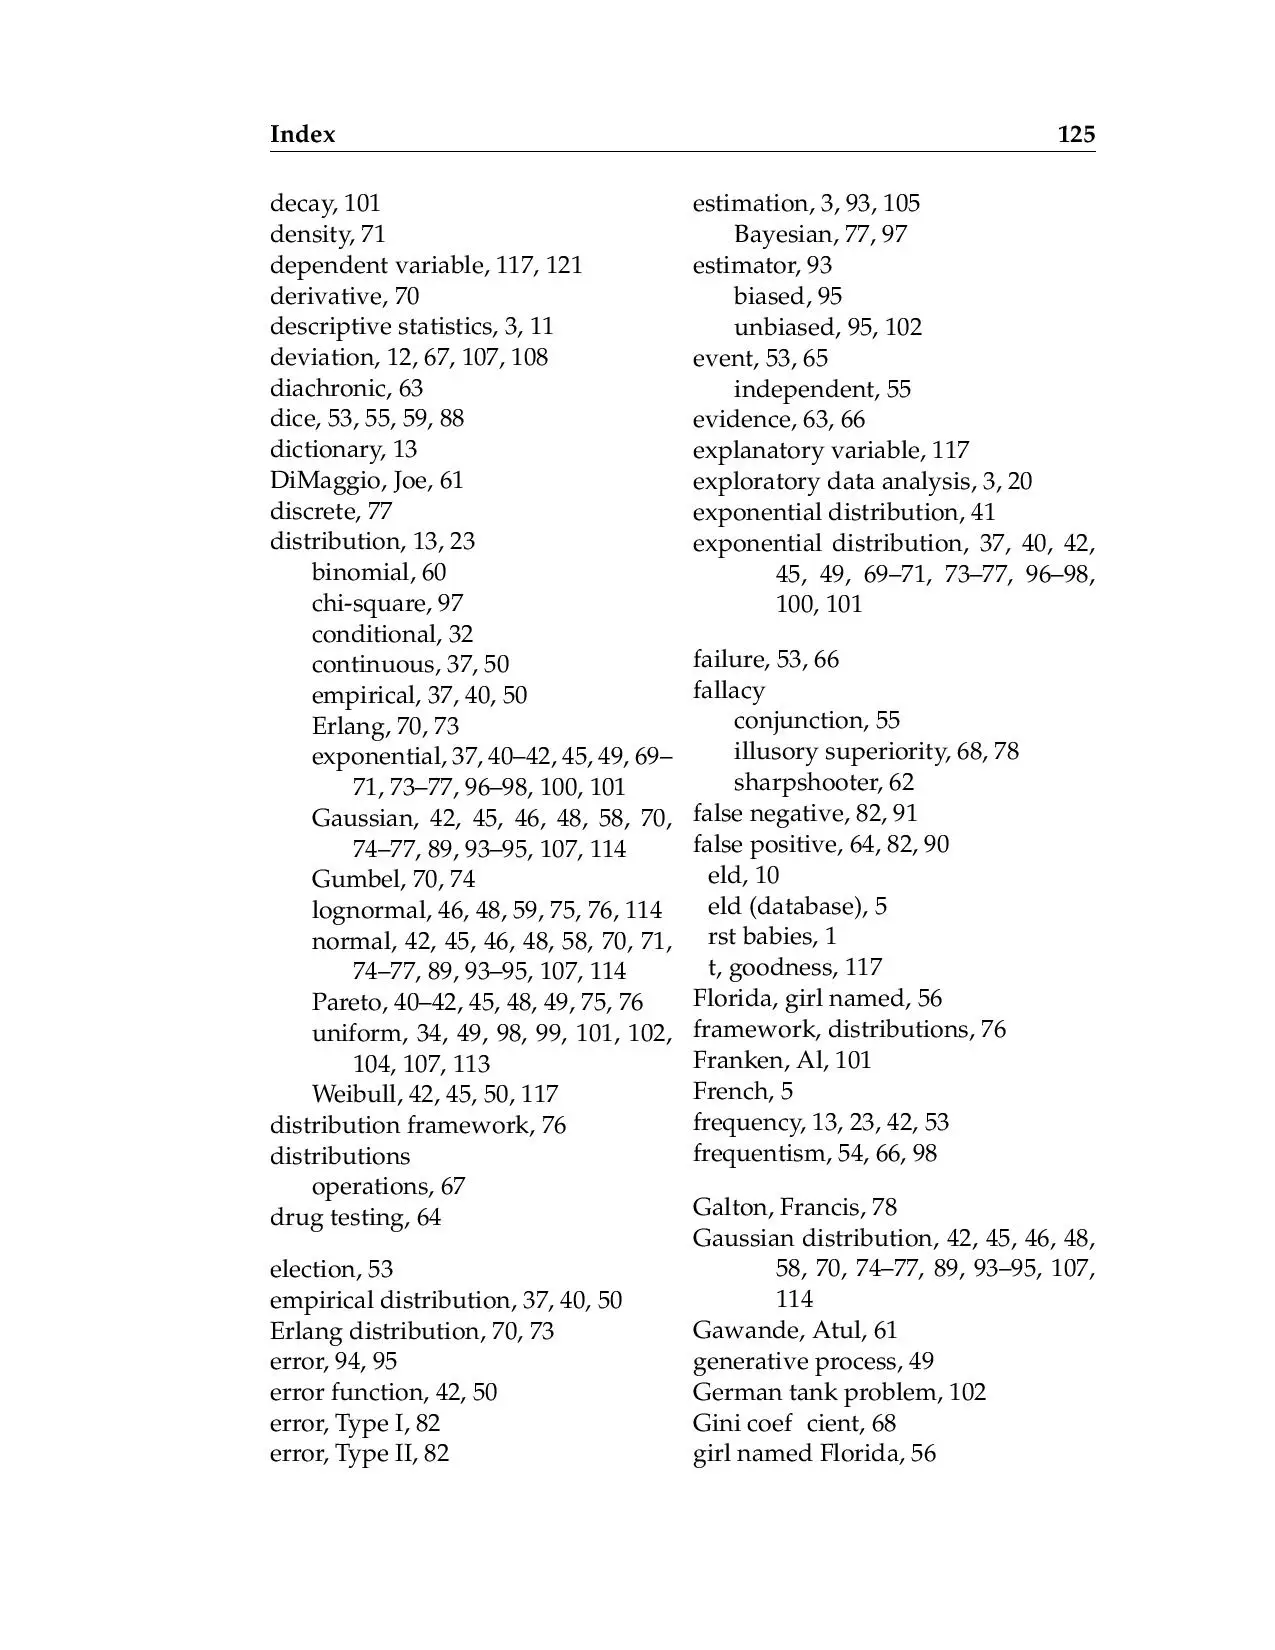 Index 125
decay, 101
density, 71
dependent variable, 117, 121
derivative, 70
descriptive statistics, 3, 11
deviation, 12, 67, 107, 108
diachronic, 63
dice, 53, 55, 59, 88
dictionary, 13
DiMaggio, Joe, 61
discrete, 77
distribution, 13, 23
binomial, 60
chi-square, 97
conditional, 32
continuous, 37, 50
empirical, 37, 40, 50
Erlang, 70, 73
exponential, 37, 40–42, 45, 49, 69–
71, 73–77, 96–98, 100, 101
Gaussian, 42, 45, 46, 48, 58, 70,
74–77, 89, 93–95, 107, 114
Gumbel, 70, 74
lognormal, 46, 48, 59, 75, 76, 114
normal, 42, 45, 46, 48, 58, 70, 71,
74–77, 89, 93–95, 107, 114
Pareto, 40–42, 45, 48, 49, 75, 76
uniform, 34, 49, 98, 99, 101, 102,
104, 107, 113
Weibull, 42, 45, 50, 117
distribution framework, 76
distributions
operations, 67
drug testing, 64
election, 53
empirical distribution, 37, 40, 50
Erlang distribution, 70, 73
error, 94, 95
error function, 42, 50
error, Type I, 82
error, Type II, 82
estimation, 3, 93, 105
Bayesian, 77, 97
estimator, 93
biased, 95
unbiased, 95, 102
event, 53, 65
independent, 55
evidence, 63, 66
explanatory variable, 117
exploratory data analysis, 3, 20
exponential distribution, 41
exponential distribution, 37, 40, 42,
45, 49, 69–71, 73–77, 96–98,
100, 101
failure, 53, 66
fallacy
conjunction, 55
illusory superiority, 68, 78
sharpshooter, 62
false negative, 82, 91
false positive, 64, 82, 90
eld, 10
eld (database), 5
rst babies, 1
t, goodness, 117
Florida, girl named, 56
framework, distributions, 76
Franken, Al, 101
French, 5
frequency, 13, 23, 42, 53
frequentism, 54, 66, 98
Galton, Francis, 78
Gaussian distribution, 42, 45, 46, 48,
58, 70, 74–77, 89, 93–95, 107,
114
Gawande, Atul, 61
generative process, 49
German tank problem, 102
Gini coef cient, 68
girl named Florida, 56